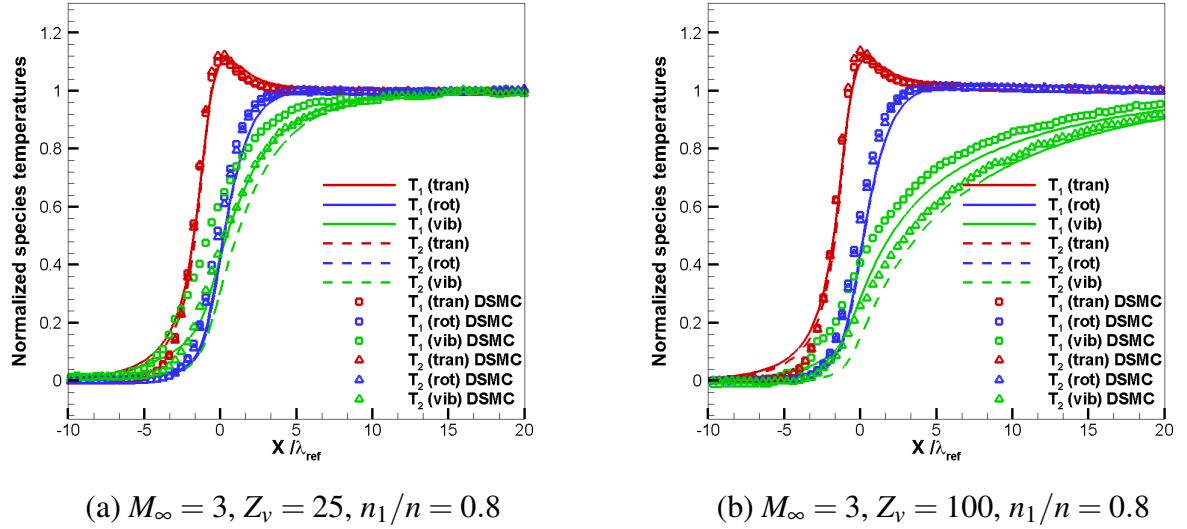 Normalized species temperatures
1.2
1
0.8
0.6
0.4
0.2
0
-10 -5 0 5 10 15 20
X /λref
T1 (tran)
T1 (rot)
T1 (vib)
T2 (tran)
T2 (rot)
T2 (vib)
T1 (tran) DSMC
T1 (rot) DSMC
T1 (vib) DSMC
T2 (tran) DSMC
T2 (rot) DSMC
T2 (vib) DSMC
(a) M∞ = 3, Zv = 25, n1/n = 0.8
Normalized species temperatures
1.2
1
0.8
0.6
0.4
0.2
0
-10 -5 0 5 10 15 20
X /λref
T1 (tran)
T1 (rot)
T1 (vib)
T2 (tran)
T2 (rot)
T2 (vib)
T1 (tran) DSMC
T1 (rot) DSMC
T1 (vib) DSMC
T2 (tran) DSMC
T2 (rot) DSMC
T2 (vib) DSMC
(b) M∞ = 3, Zv = 100, n1/n = 0.8